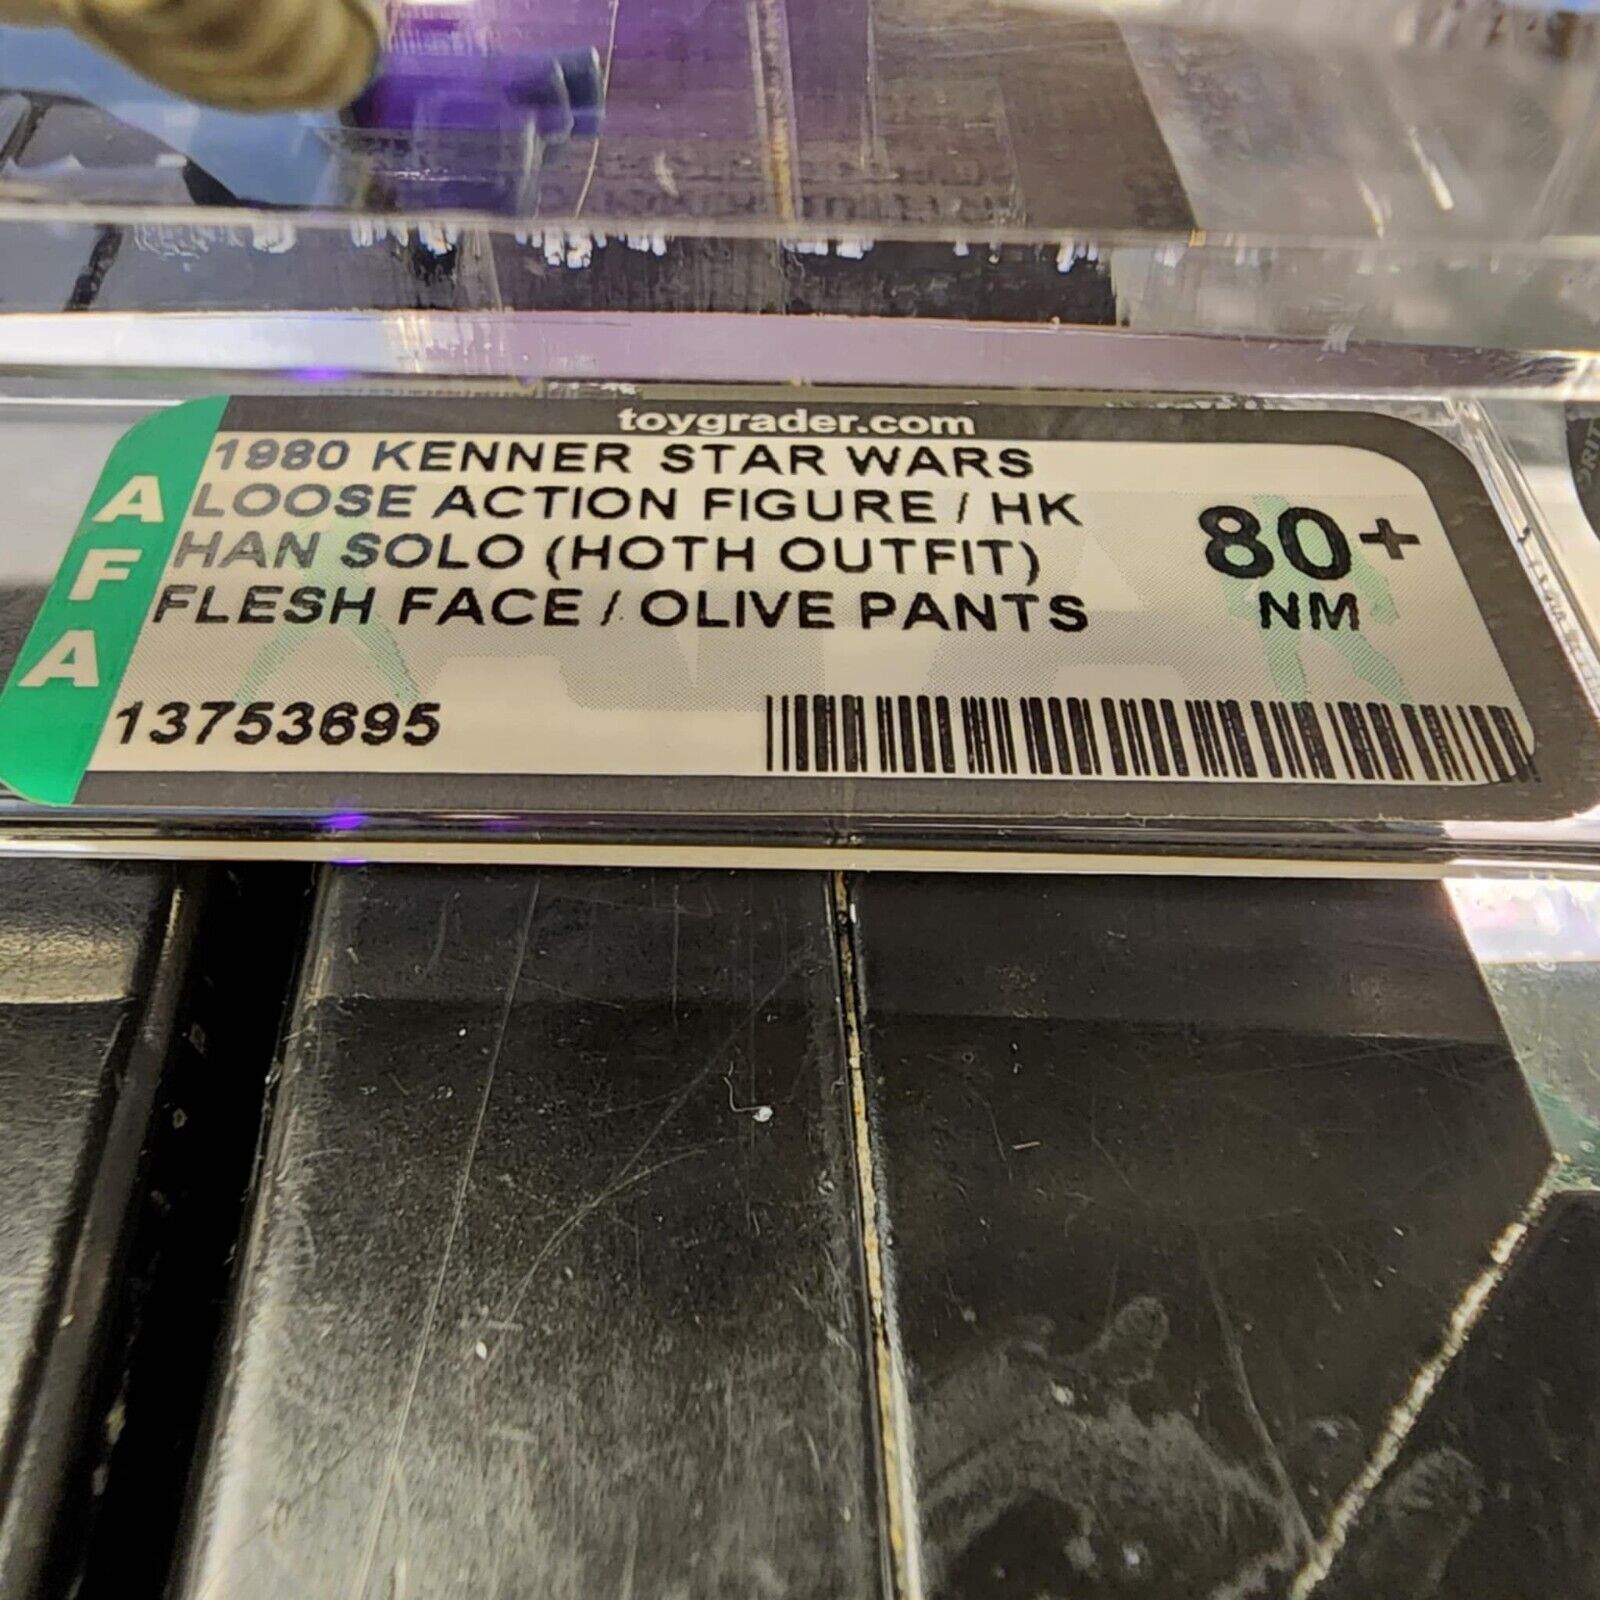 toygrader.com
AFA
1980 KENNER STAR WARS
LOOSE ACTION FIGURE / HK
HAN SOLO (HOTH OUTFIT)
FLESH FACE / OLIVE PANTS
80+
NM
13753695